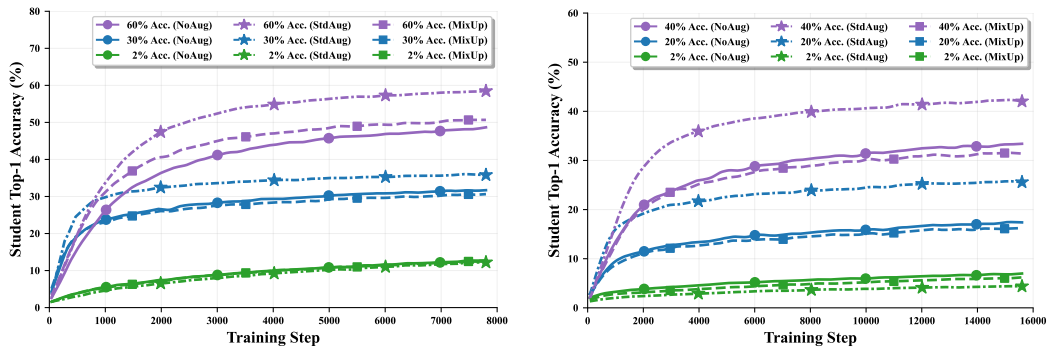 80
70
60
50
40
30
20
10
0
Student Top-1 Accuracy (%)
60% Acc. (NoAug) 60% Acc. (StdAug) 60% Acc. (MixUp)
30% Acc. (NoAug) 30% Acc. (StdAug) 30% Acc. (MixUp)
2% Acc. (NoAug) 2% Acc. (StdAug) 2% Acc. (MixUp)
0 1000 2000 3000 4000 5000 6000 7000 8000
Training Step
60
50
40
30
20
10
0
Student Top-1 Accuracy (%)
40% Acc. (NoAug) 40% Acc. (StdAug) 40% Acc. (MixUp)
20% Acc. (NoAug) 20% Acc. (StdAug) 20% Acc. (MixUp)
2% Acc. (NoAug) 2% Acc. (StdAug) 2% Acc. (MixUp)
0 2000 4000 6000 8000 10000 12000 14000 16000
Training Step